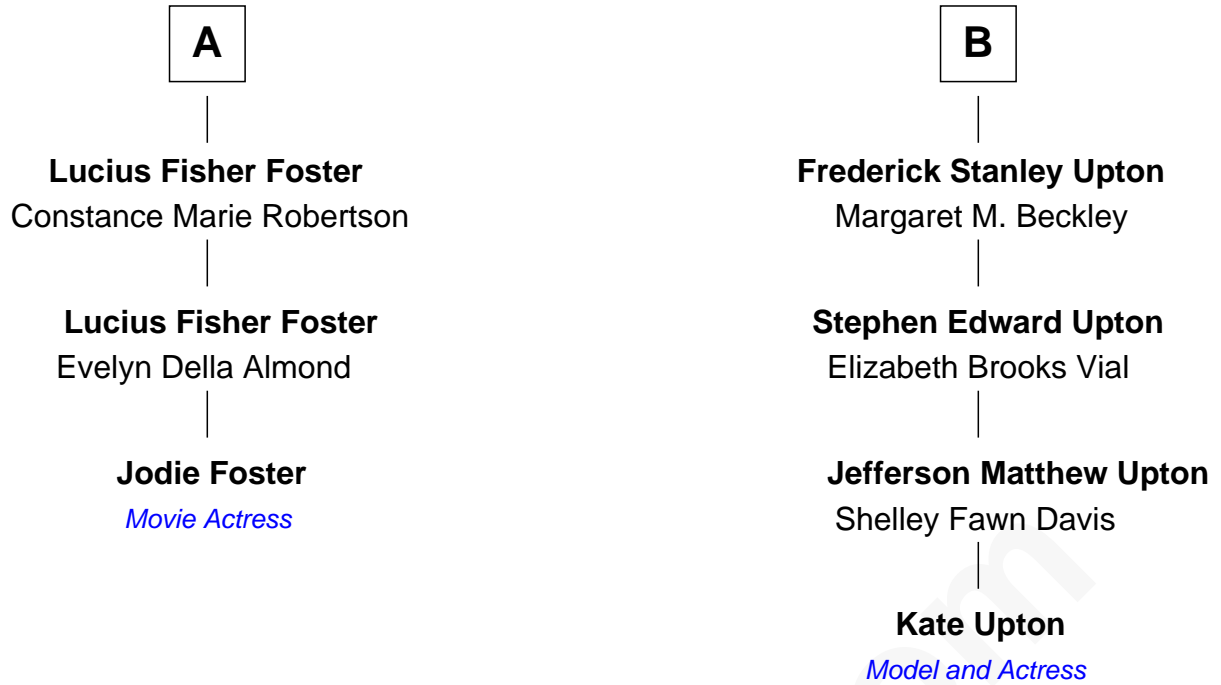 A
Lucius Fisher Foster
Constance Marie Robertson
Lucius Fisher Foster
Evelyn Della Almond
Jodie Foster
Movie Actress
B
Frederick Stanley Upton
Margaret M. Beckley
Stephen Edward Upton
Elizabeth Brooks Vial
Jefferson Matthew Upton
Shelley Fawn Davis
Kate Upton
Model and Actress